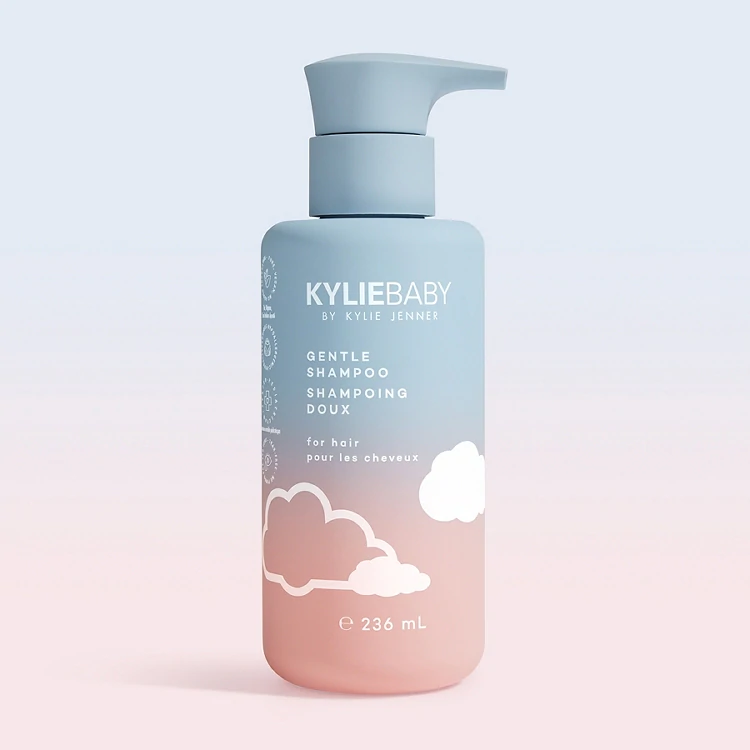 KYLIEBABY
BY KYLIE JENNER
GENTLE
SHAMPOO
SHAMPOING
DOUX
for hair
pour les cheveux
℮ 236 mL